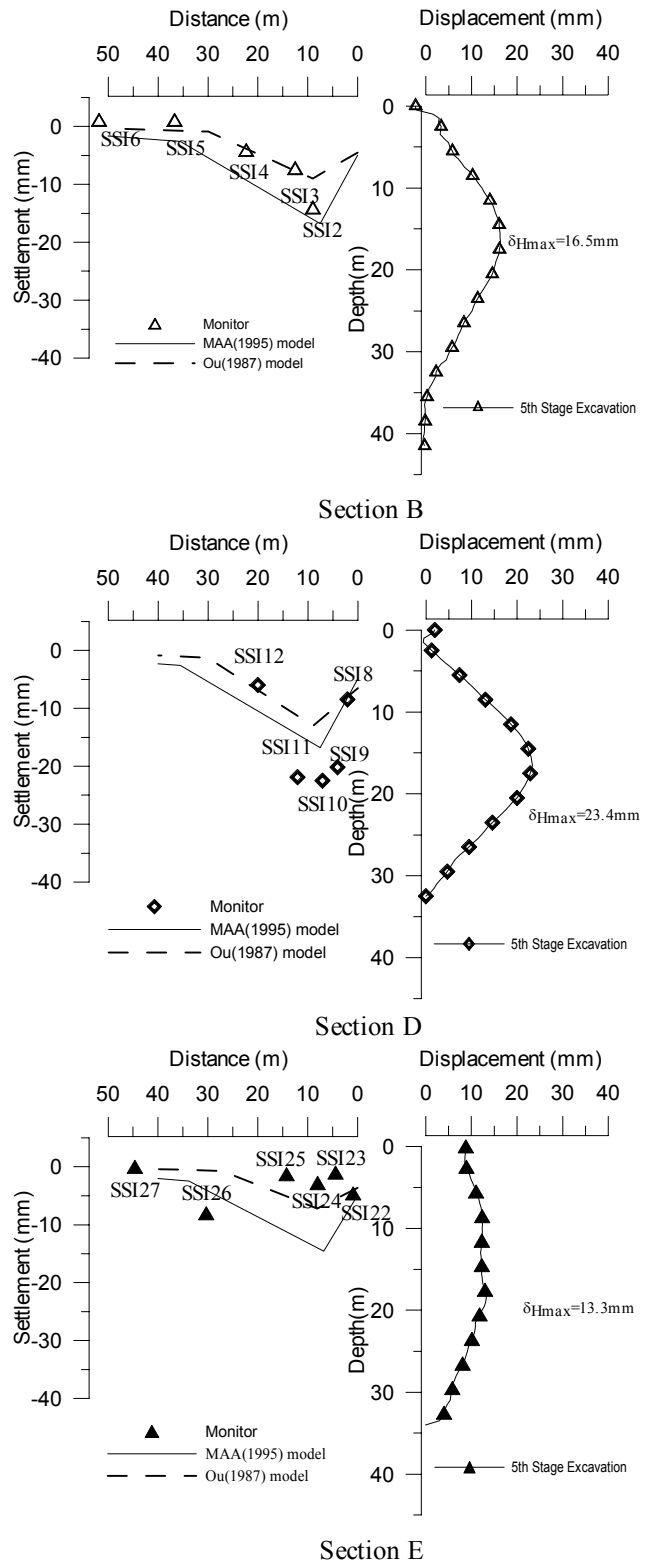 Distance (m)
50 40 30 20 10 0
Displacement (mm)
0 10 20 30 40
Settlement (mm)
0
-10
-20
-30
-40
SSI6
SSI5
SSI4
SSI3
SSI2
Monitor
MAA(1995) model
Ou(1987) model
Depth(m)
0
10
20
30
40
δHmax=16.5mm
5th Stage Excavation
Section B
Distance (m)
50 40 30 20 10 0
Displacement (mm)
0 10 20 30 40
Settlement (mm)
0
-10
-20
-30
-40
SSI12
SSI8
SSI11
SSI9
SSI10
Monitor
MAA(1995) model
Ou(1987) model
Depth(m)
0
10
20
30
40
δHmax=23.4mm
5th Stage Excavation
Section D
Distance (m)
50 40 30 20 10 0
Displacement (mm)
0 10 20 30 40
Settlement (mm)
0
-10
-20
-30
-40
SSI25
SSI23
SSI27
SSI26
SSI24
SSI22
Monitor
MAA(1995) model
Ou(1987) model
Depth(m)
0
10
20
30
40
δHmax=13.3mm
5th Stage Excavation
Section E